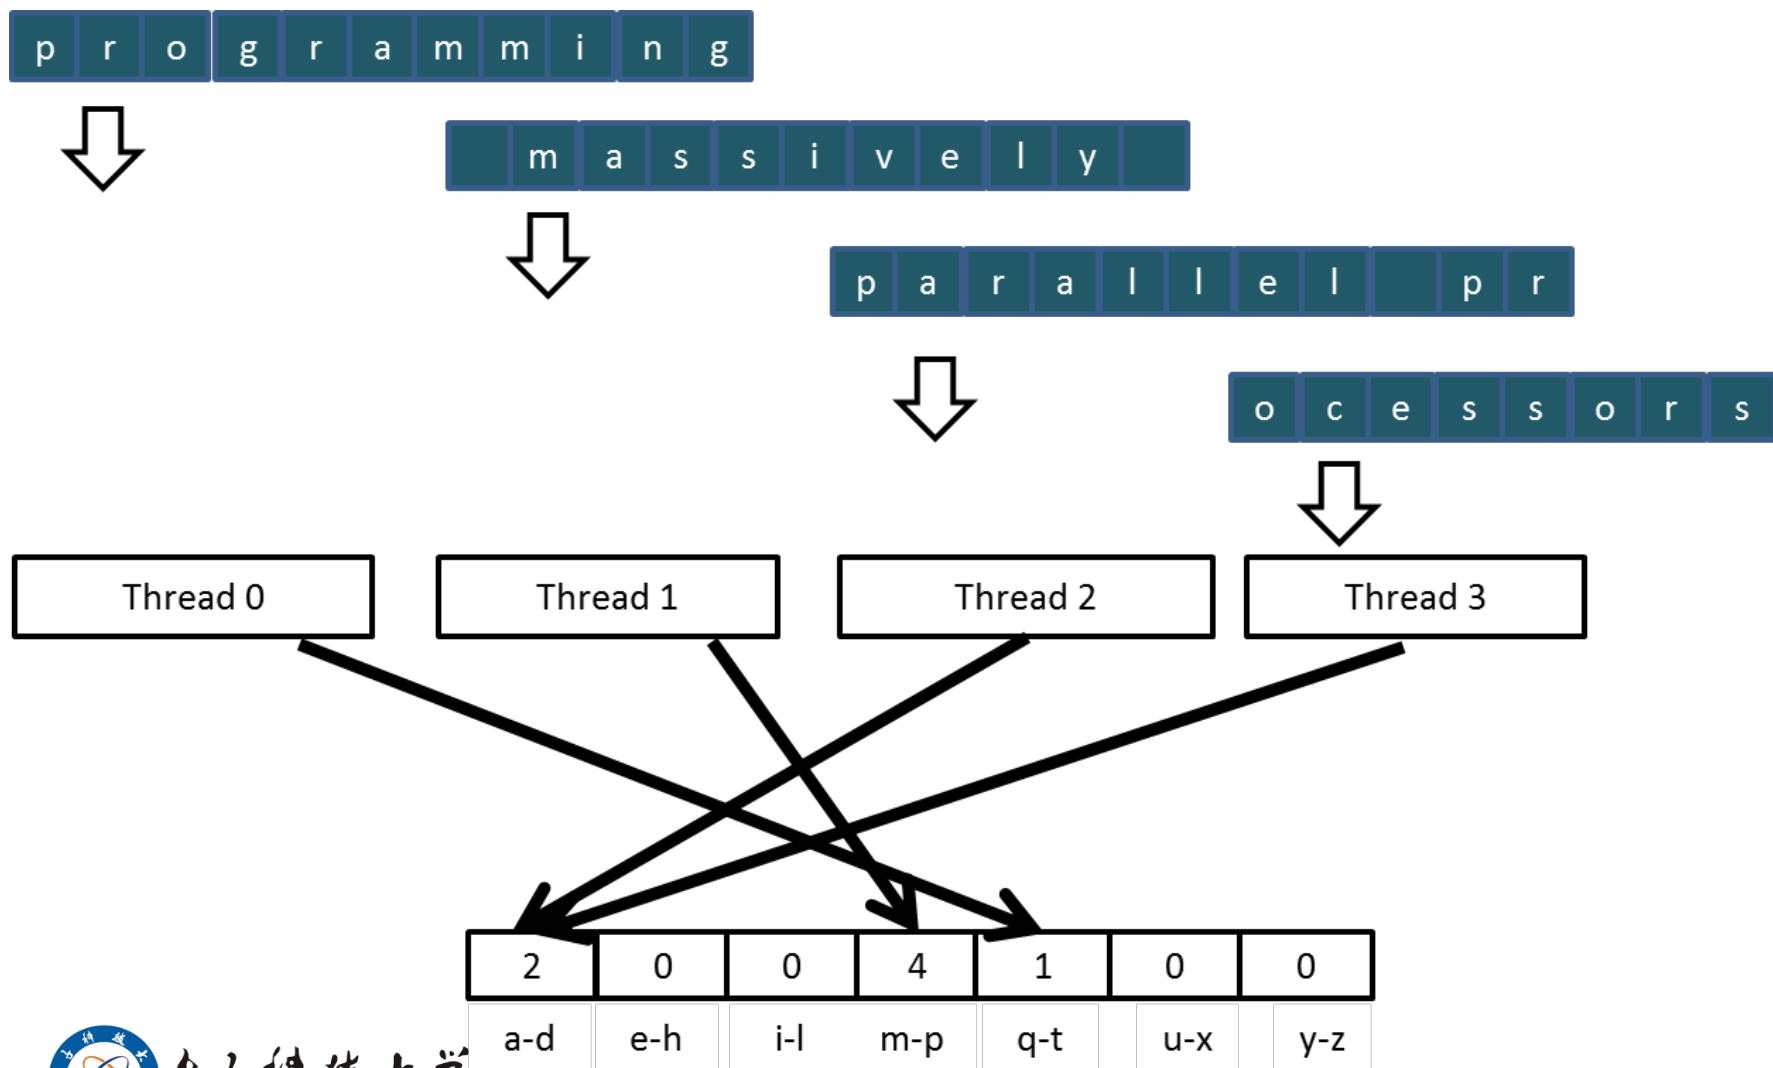 p r o g r a m m i n g
m a s s i v e l y
p a r a l l e l p r
o c e s s o r s
Thread 0 Thread 1 Thread 2 Thread 3
2 0 0 4 1 0 0
a-d e-h i-l m-p q-t u-x y-z